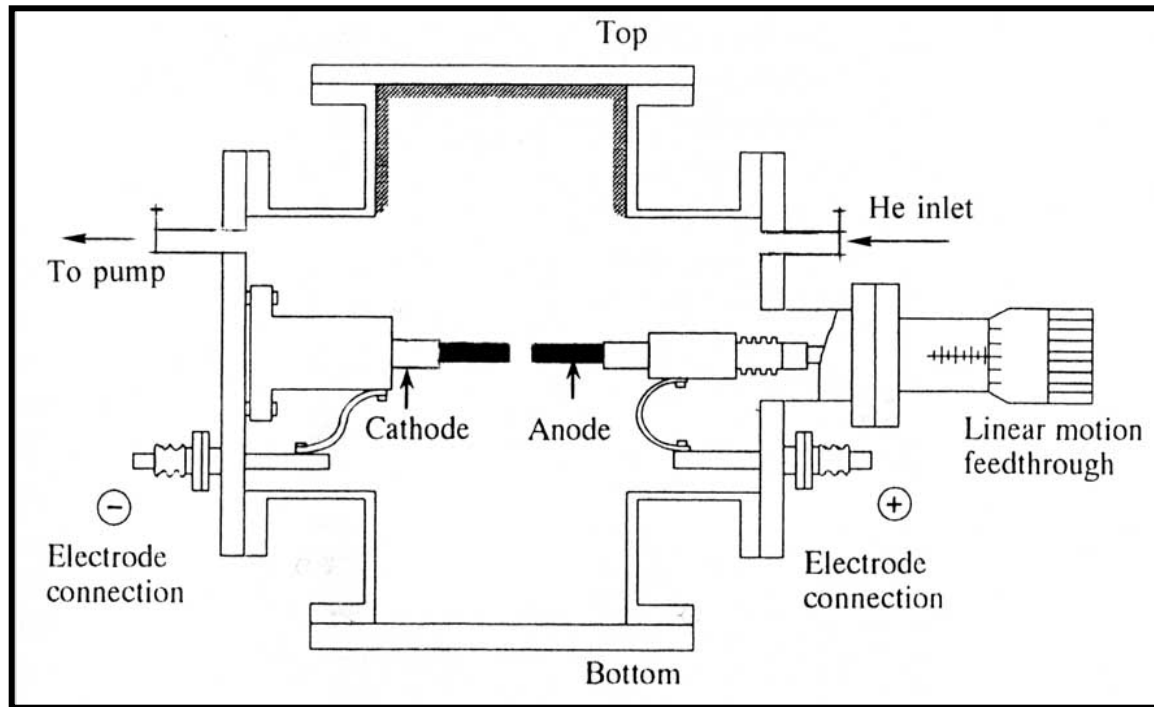 Top
He inlet
To pump
Cathode
Anode
Linear motion
feedthrough
−
+
Electrode
connection
Electrode
connection
Bottom